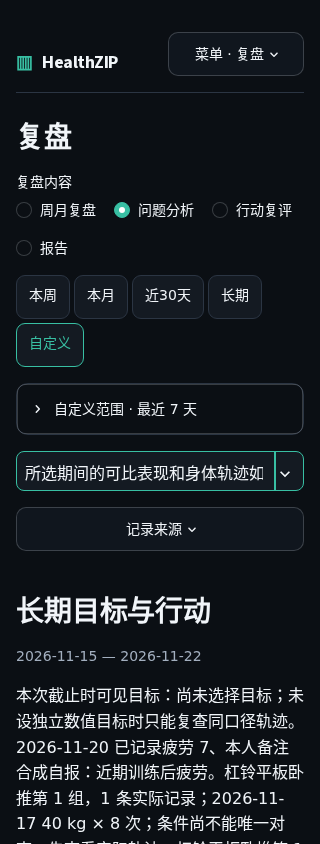 HealthZIP
菜单 · 复盘
复盘
复盘内容
周月复盘 问题分析 行动复评
报告
本周 本月 近30天 长期
自定义
自定义范围 · 最近 7 天
所选期间的可比表现和身体轨迹如
记录来源
长期目标与行动
2026-11-15 — 2026-11-22
本次截止时可见目标：尚未选择目标；未
设独立数值目标时只能复查同口径轨迹。
2026-11-20 已记录疲劳 7、本人备注
合成自报：近期训练后疲劳。杠铃平板卧
推第 1 组，1 条实际记录；2026-11-
17 40 kg × 8 次；条件尚不能唯一对